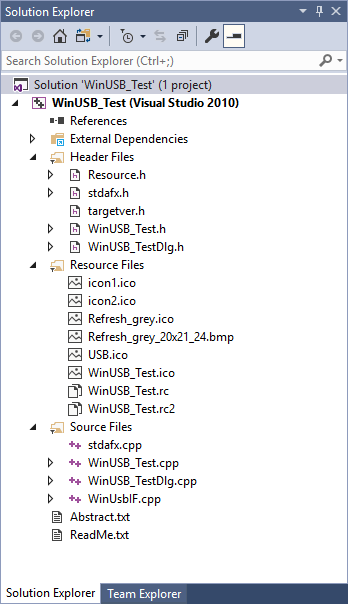 Solution Explorer
Search Solution Explorer (Ctrl+;)
Solution 'WinUSB_Test' (1 project)
WinUSB_Test (Visual Studio 2010)
References
External Dependencies
Header Files
Resource.h
stdafx.h
targetver.h
WinUSB_Test.h
WinUSB_TestDlg.h
Resource Files
icon1.ico
icon2.ico
Refresh_grey.ico
Refresh_grey_20x21_24.bmp
USB.ico
WinUSB_Test.ico
WinUSB_Test.rc
WinUSB_Test.rc2
Source Files
stdafx.cpp
WinUSB_Test.cpp
WinUSB_TestDlg.cpp
WinUsbIF.cpp
Abstract.txt
ReadMe.txt
Solution Explorer Team Explorer